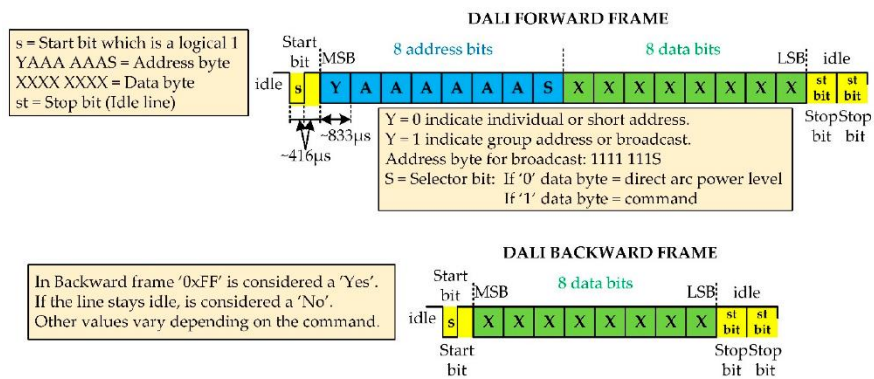 DALI FORWARD FRAME
s = Start bit which is a logical 1
YAAA AAAS = Address byte
XXXX XXXX = Data byte
st = Stop bit (Idle line)
Start
bit
MSB
8 address bits
8 data bits
LSB
idle
idle
s Y A A A A A A S X X X X X X X X st bit st bit
Stop bit
Stop bit
~833µs
~416µs
Y = 0 indicate individual or short address.
Y = 1 indicate group address or broadcast.
Address byte for broadcast: 1111 111S
S = Selector bit: If '0' data byte = direct arc power level
If '1' data byte = command
DALI BACKWARD FRAME
In Backward frame '0xFF' is considered a 'Yes'.
If the line stays idle, is considered a 'No'.
Other values vary depending on the command.
Start
bit
MSB
8 data bits
LSB
idle
idle
s X X X X X X X X st bit st bit
Start
bit
Stop bit
Stop bit